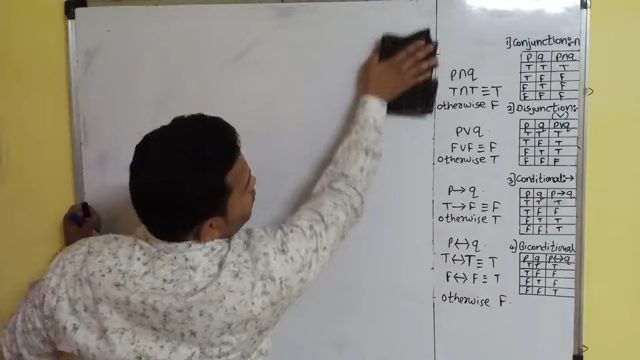 p∩q
T∩T ≡ T
otherwise F
p∨q
F∨F ≡ F
otherwise T
p→q
T→F ≡ F
otherwise T
p↔q
T↔T ≡ T
F↔F ≡ T
otherwise F.
1] Conjunction:-∩
p q p∩q
T T T
T F F
F T F
F F F
2] Disjunction:-
(∨)
p q p∨q
T T T
T F T
F T T
F F F
3] Conditional:→
p q p→q
T T T
T F F
F T T
F F T
4] Biconditional
p q p↔q
T T T
T F F
F T F
F F T